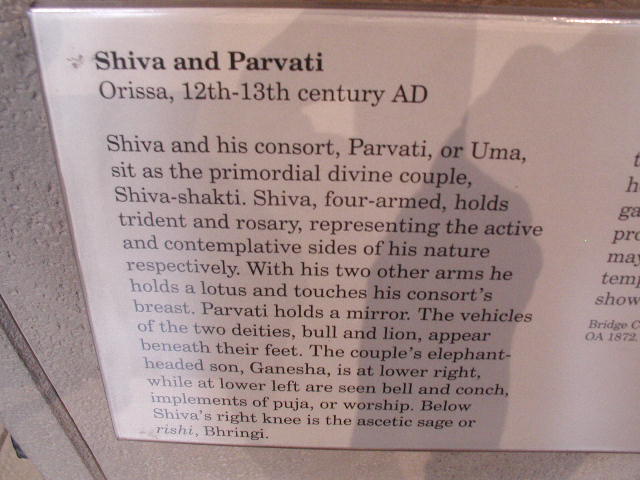 Shiva and Parvati
Orissa, 12th-13th century AD
Shiva and his consort, Parvati, or Uma,
sit as the primordial divine couple,
Shiva-shakti. Shiva, four-armed, holds
trident and rosary, representing the active
and contemplative sides of his nature
respectively. With his two other arms he
holds a lotus and touches his consort's
breast. Parvati holds a mirror. The vehicles
of the two deities, bull and lion, appear
beneath their feet. The couple's elephant-
headed son, Ganesha, is at lower right,
while at lower left are seen bell and conch,
implements of puja, or worship. Below
Shiva's right knee is the ascetic sage or
rishi, Bhringi.
may
show
Bridge C
OA 1872.